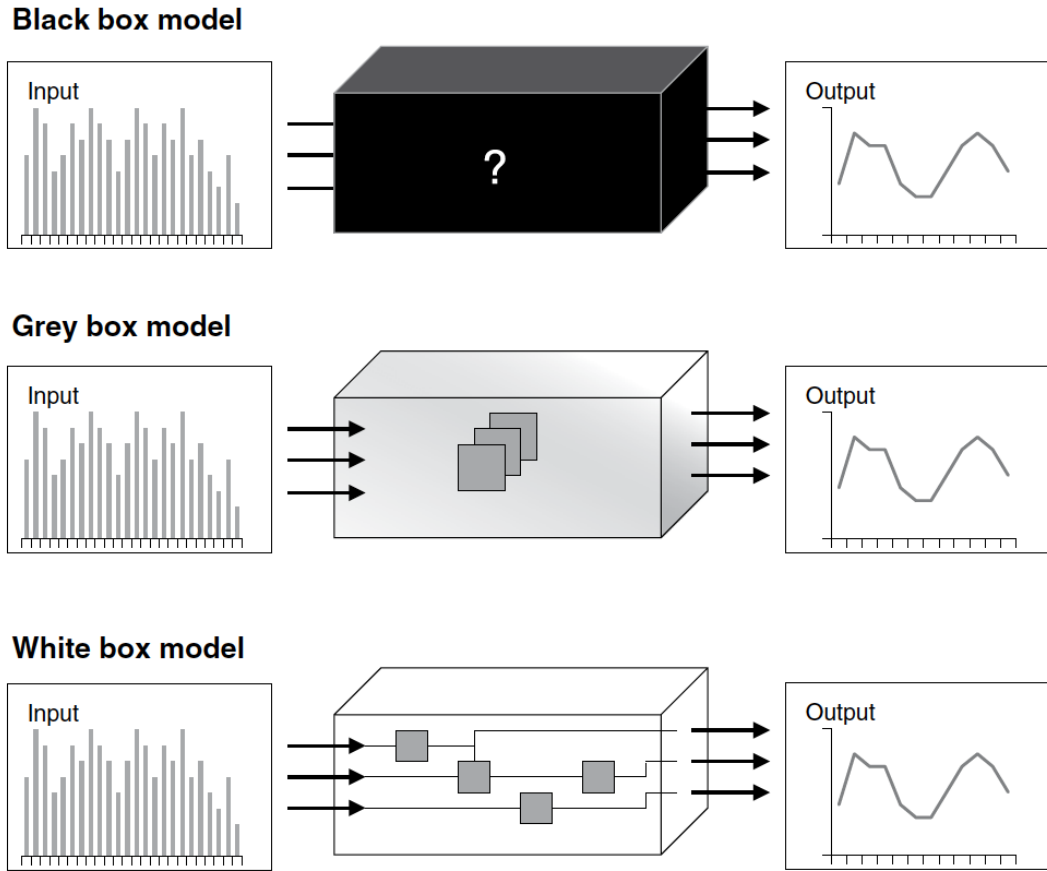 Black box model
Input
?
Output
Grey box model
Input
Output
White box model
Input
Output